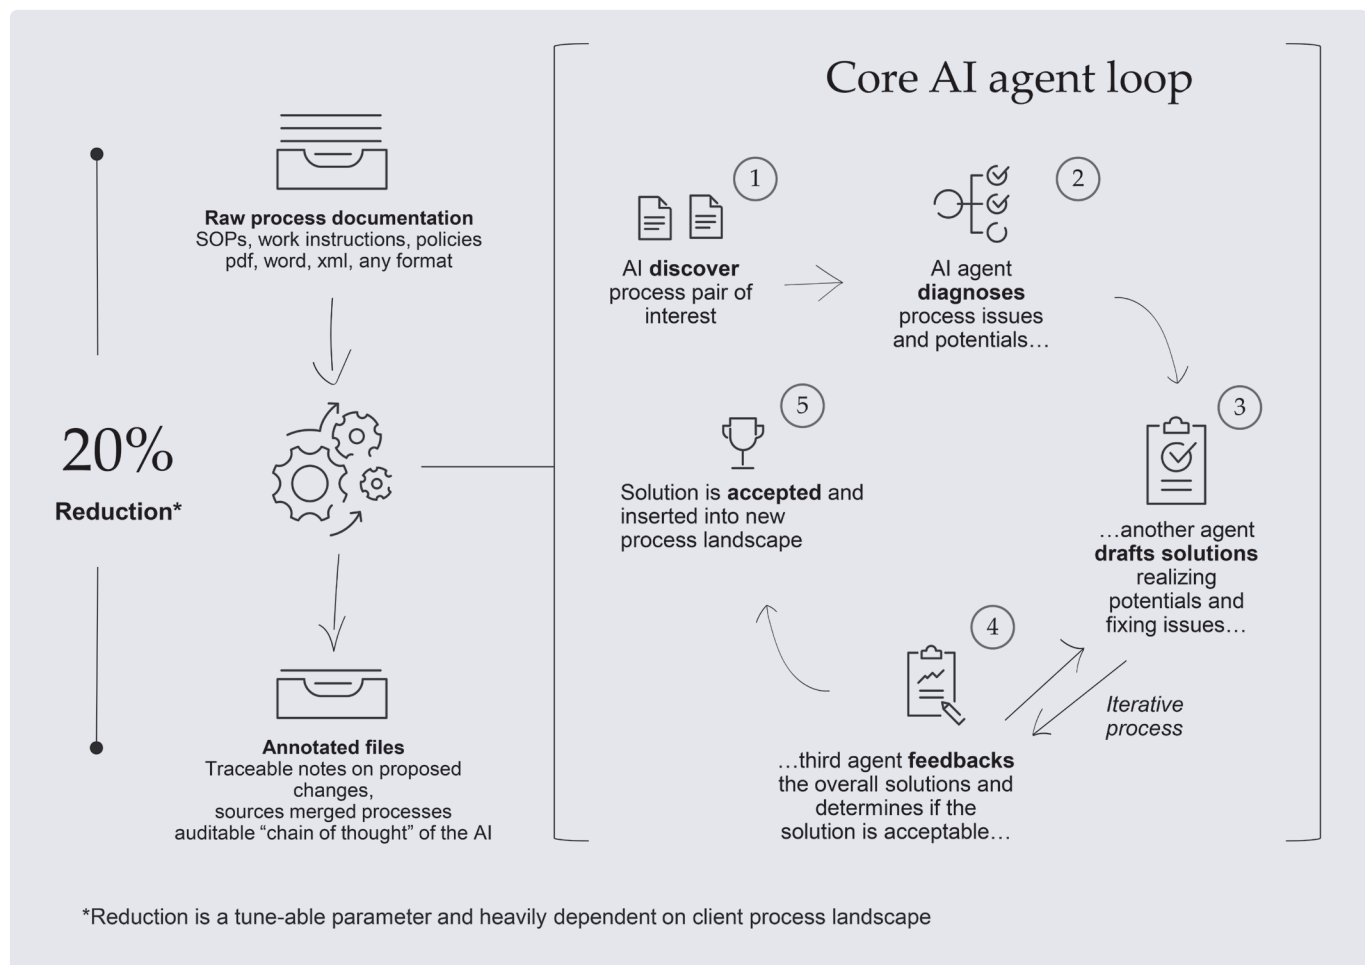 Core AI agent loop
Raw process documentation
SOPs, work instructions, policies
pdf, word, xml, any format
20%
Reduction*
Annotated files
Traceable notes on proposed
changes,
sources merged processes
auditable “chain of thought” of the AI
1
AI discover
process pair of
interest
2
AI agent
diagnoses
process issues
and potentials…
3
…another agent
drafts solutions
realizing
potentials and
fixing issues…
Iterative
process
4
…third agent feedbacks
the overall solutions and
determines if the
solution is acceptable…
5
Solution is accepted and
inserted into new
process landscape
*Reduction is a tune-able parameter and heavily dependent on client process landscape